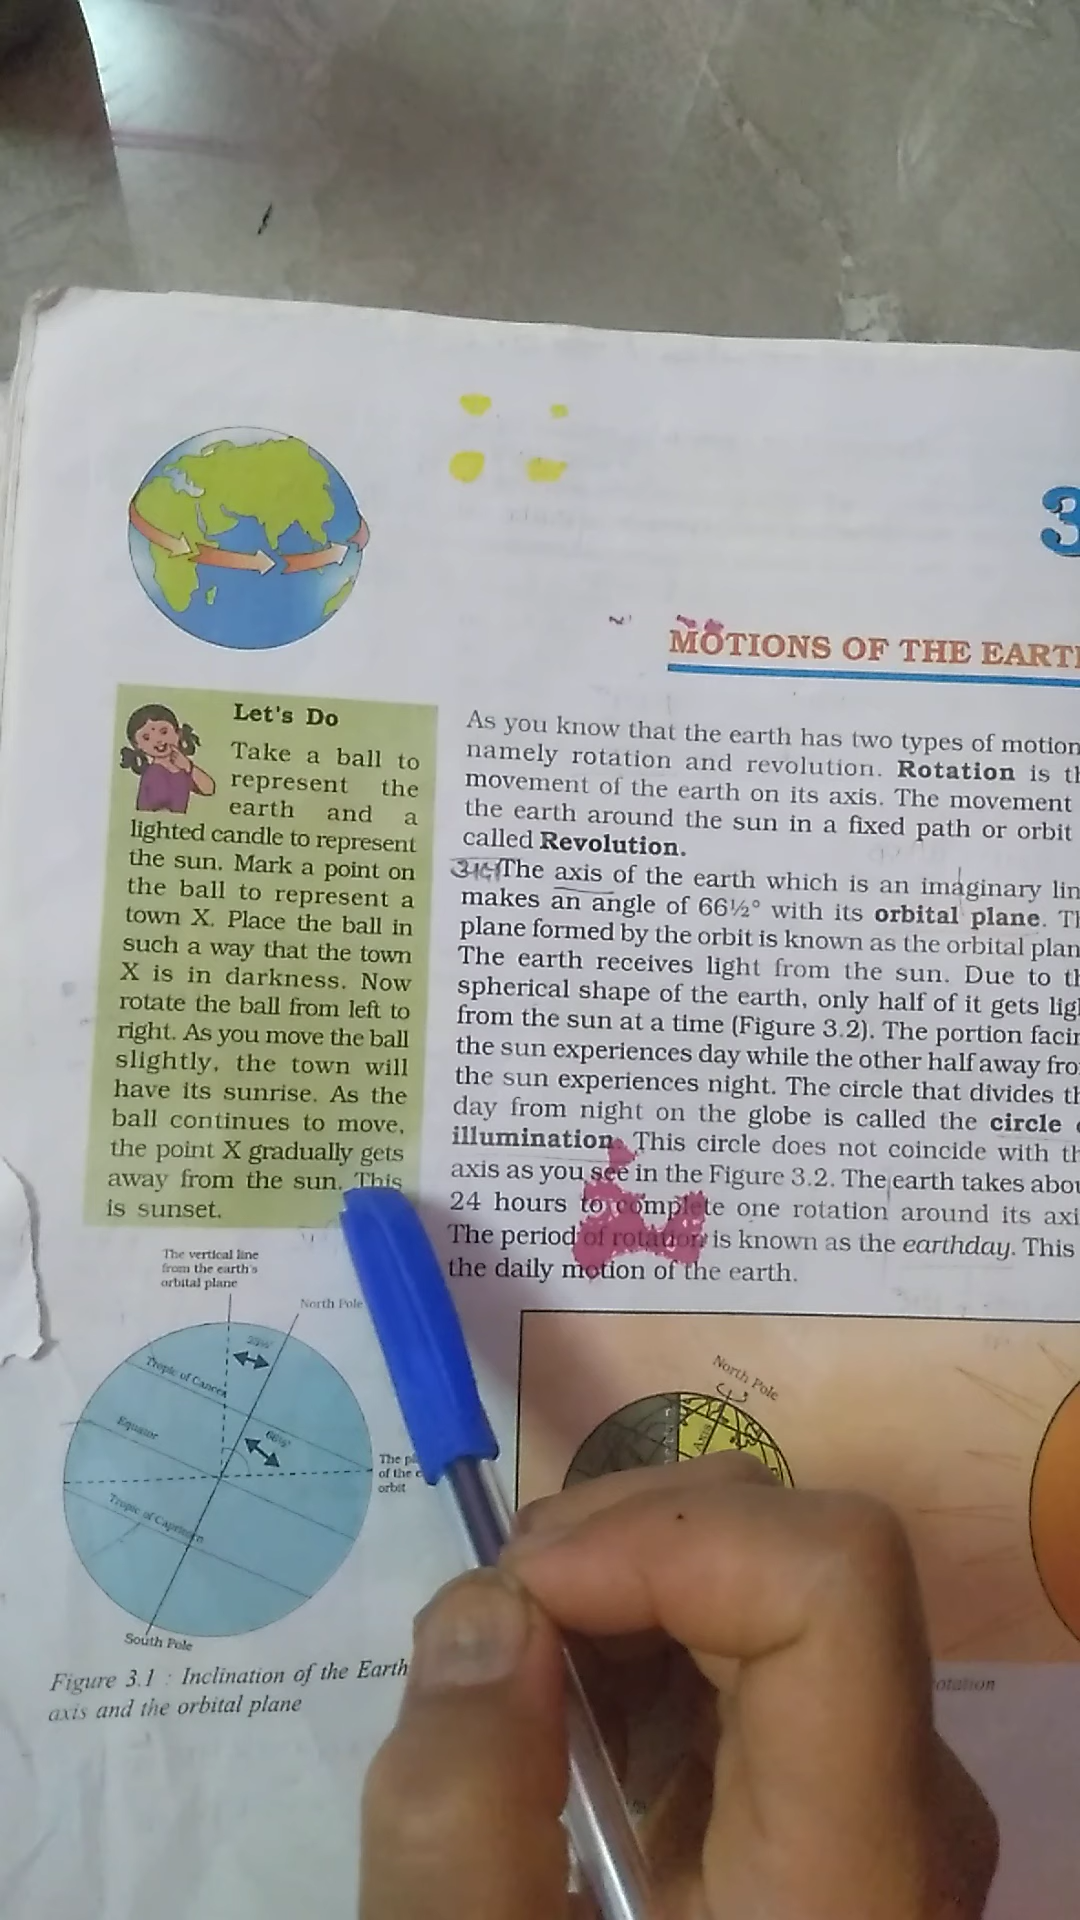 3
MOTIONS OF THE EARTH
Let's Do
Take a ball to
represent the
earth and a
lighted candle to represent
the sun. Mark a point on
the ball to represent a
town X. Place the ball in
such a way that the town
X is in darkness. Now
rotate the ball from left to
right. As you move the ball
slightly, the town will
have its sunrise. As the
ball continues to move,
the point X gradually gets
away from the sun. This
is sunset.
As you know that the earth has two types of motion
namely rotation and revolution. Rotation is th
movement of the earth on its axis. The movement
the earth around the sun in a fixed path or orbit
called Revolution.
अक्ष The axis of the earth which is an imaginary lin
makes an angle of 66½° with its orbital plane. Th
plane formed by the orbit is known as the orbital plan
The earth receives light from the sun. Due to th
spherical shape of the earth, only half of it gets ligh
from the sun at a time (Figure 3.2). The portion facin
the sun experiences day while the other half away fro
the sun experiences night. The circle that divides th
day from night on the globe is called the circle o
illumination. This circle does not coincide with th
axis as you see in the Figure 3.2. The earth takes abou
24 hours to complete one rotation around its axi
The period of rotation is known as the earthday. This
the daily motion of the earth.
The vertical line
from the earth's
orbital plane
North Pole
23½°
Tropic of Cancer
Equator
66½°
The pl
of the e
orbit
Tropic of Capricorn
South Pole
Figure 3.1 : Inclination of the Earth
axis and the orbital plane
North Pole
Axis
otation